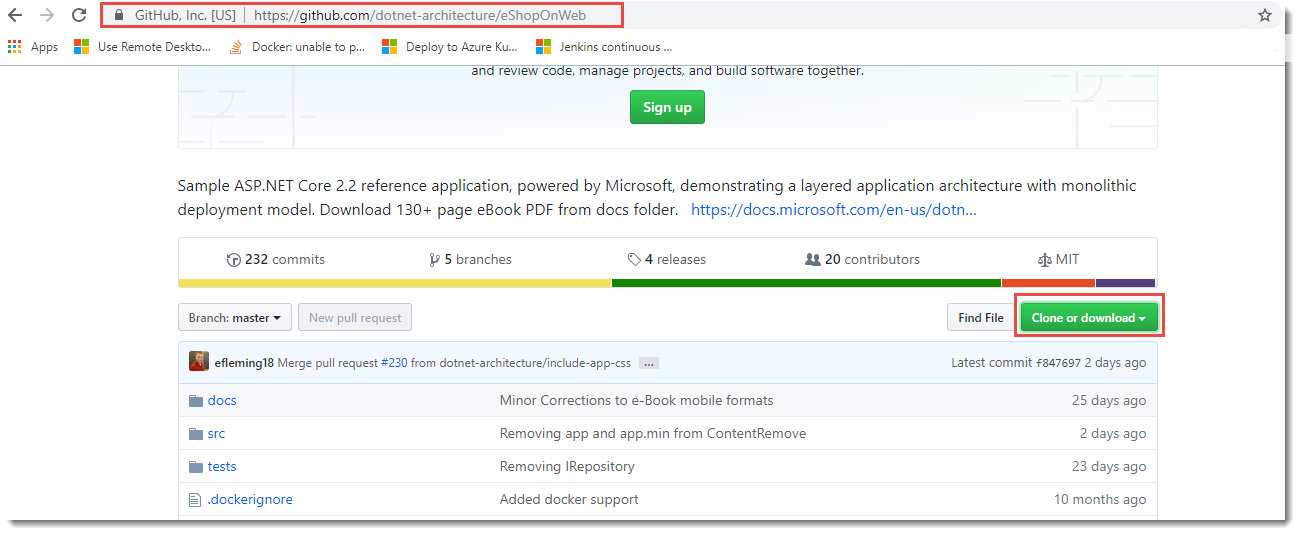 GitHub, Inc. [US] | https://github.com/dotnet-architecture/eShopOnWeb
Apps Use Remote Deskto... Docker: unable to p... Deploy to Azure Ku... Jenkins continuous ...
and review code, manage projects, and build software together.
Sign up
Sample ASP.NET Core 2.2 reference application, powered by Microsoft, demonstrating a layered application architecture with monolithic
deployment model. Download 130+ page eBook PDF from docs folder. https://docs.microsoft.com/en-us/dotn...
232 commits 5 branches 4 releases 20 contributors MIT
Branch: master New pull request Find File Clone or download
efleming18 Merge pull request #230 from dotnet-architecture/include-app-css ... Latest commit f847697 2 days ago
docs Minor Corrections to e-Book mobile formats 25 days ago
src Removing app and app.min from ContentRemove 2 days ago
tests Removing IRepository 23 days ago
.dockerignore Added docker support 10 months ago